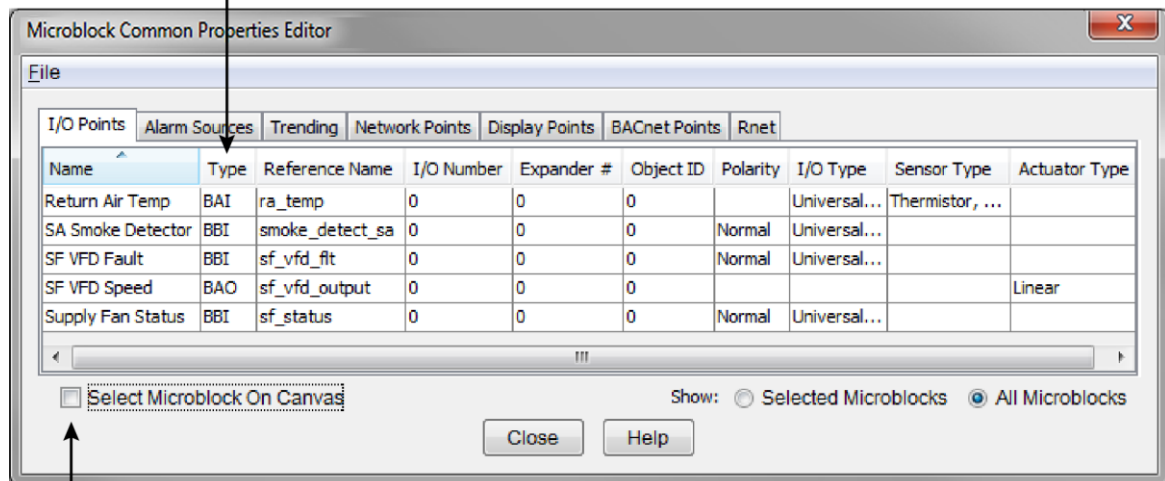 Microblock Common Properties Editor
X
File
I/O Points Alarm Sources Trending Network Points Display Points BACnet Points Rnet
Name Type Reference Name I/O Number Expander # Object ID Polarity I/O Type Sensor Type Actuator Type
Return Air Temp BAI ra_temp 0 0 0 Universal... Thermistor, ...
SA Smoke Detector BBI smoke_detect_sa 0 0 0 Normal Universal...
SF VFD Fault BBI sf_vfd_flt 0 0 0 Normal Universal...
SF VFD Speed BAO sf_vfd_output 0 0 0 Linear
Supply Fan Status BBI sf_status 0 0 0 Normal Universal...
Select Microblock On Canvas Show: Selected Microblocks All Microblocks
Close Help